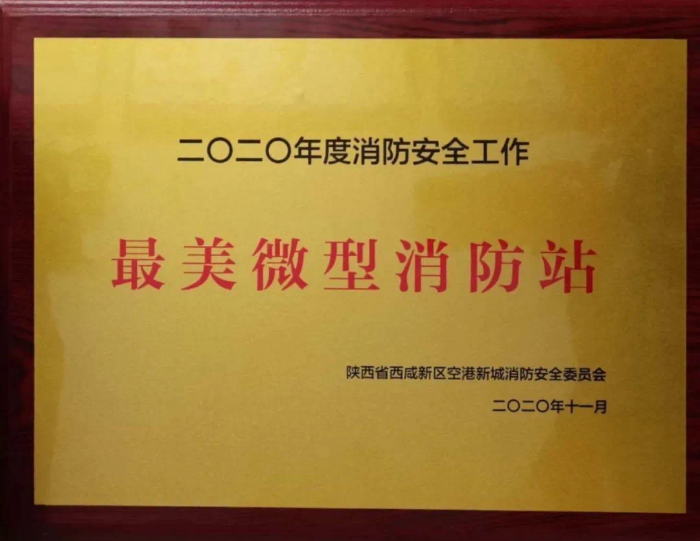 二〇二〇年度消防安全工作
最美微型消防站
陕西省西咸新区空港新城消防安全委员会
二〇二〇年十一月